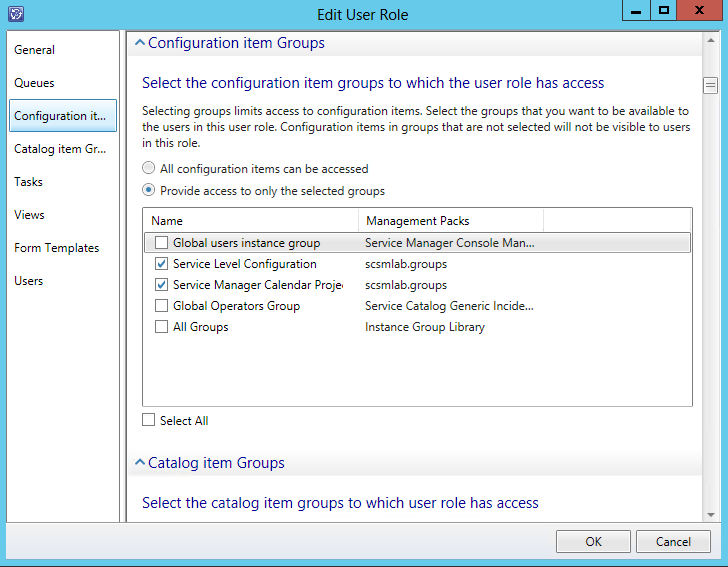 Edit User Role
General
Queues
Configuration it...
Catalog item Gr...
Tasks
Views
Form Templates
Users
Configuration item Groups
Select the configuration item groups to which the user role has access
Selecting groups limits access to configuration items. Select the groups that you want to be available
to the users in this user role. Configuration items in groups that are not selected will not be visible to users
in this role.
All configuration items can be accessed
Provide access to only the selected groups
Name Management Packs
Global users instance group Service Manager Console Man...
Service Level Configuration scsmlab.groups
Service Manager Calendar Proje scsmlab.groups
Global Operators Group Service Catalog Generic Incide...
All Groups Instance Group Library
Select All
Catalog item Groups
Select the catalog item groups to which user role has access
OK Cancel